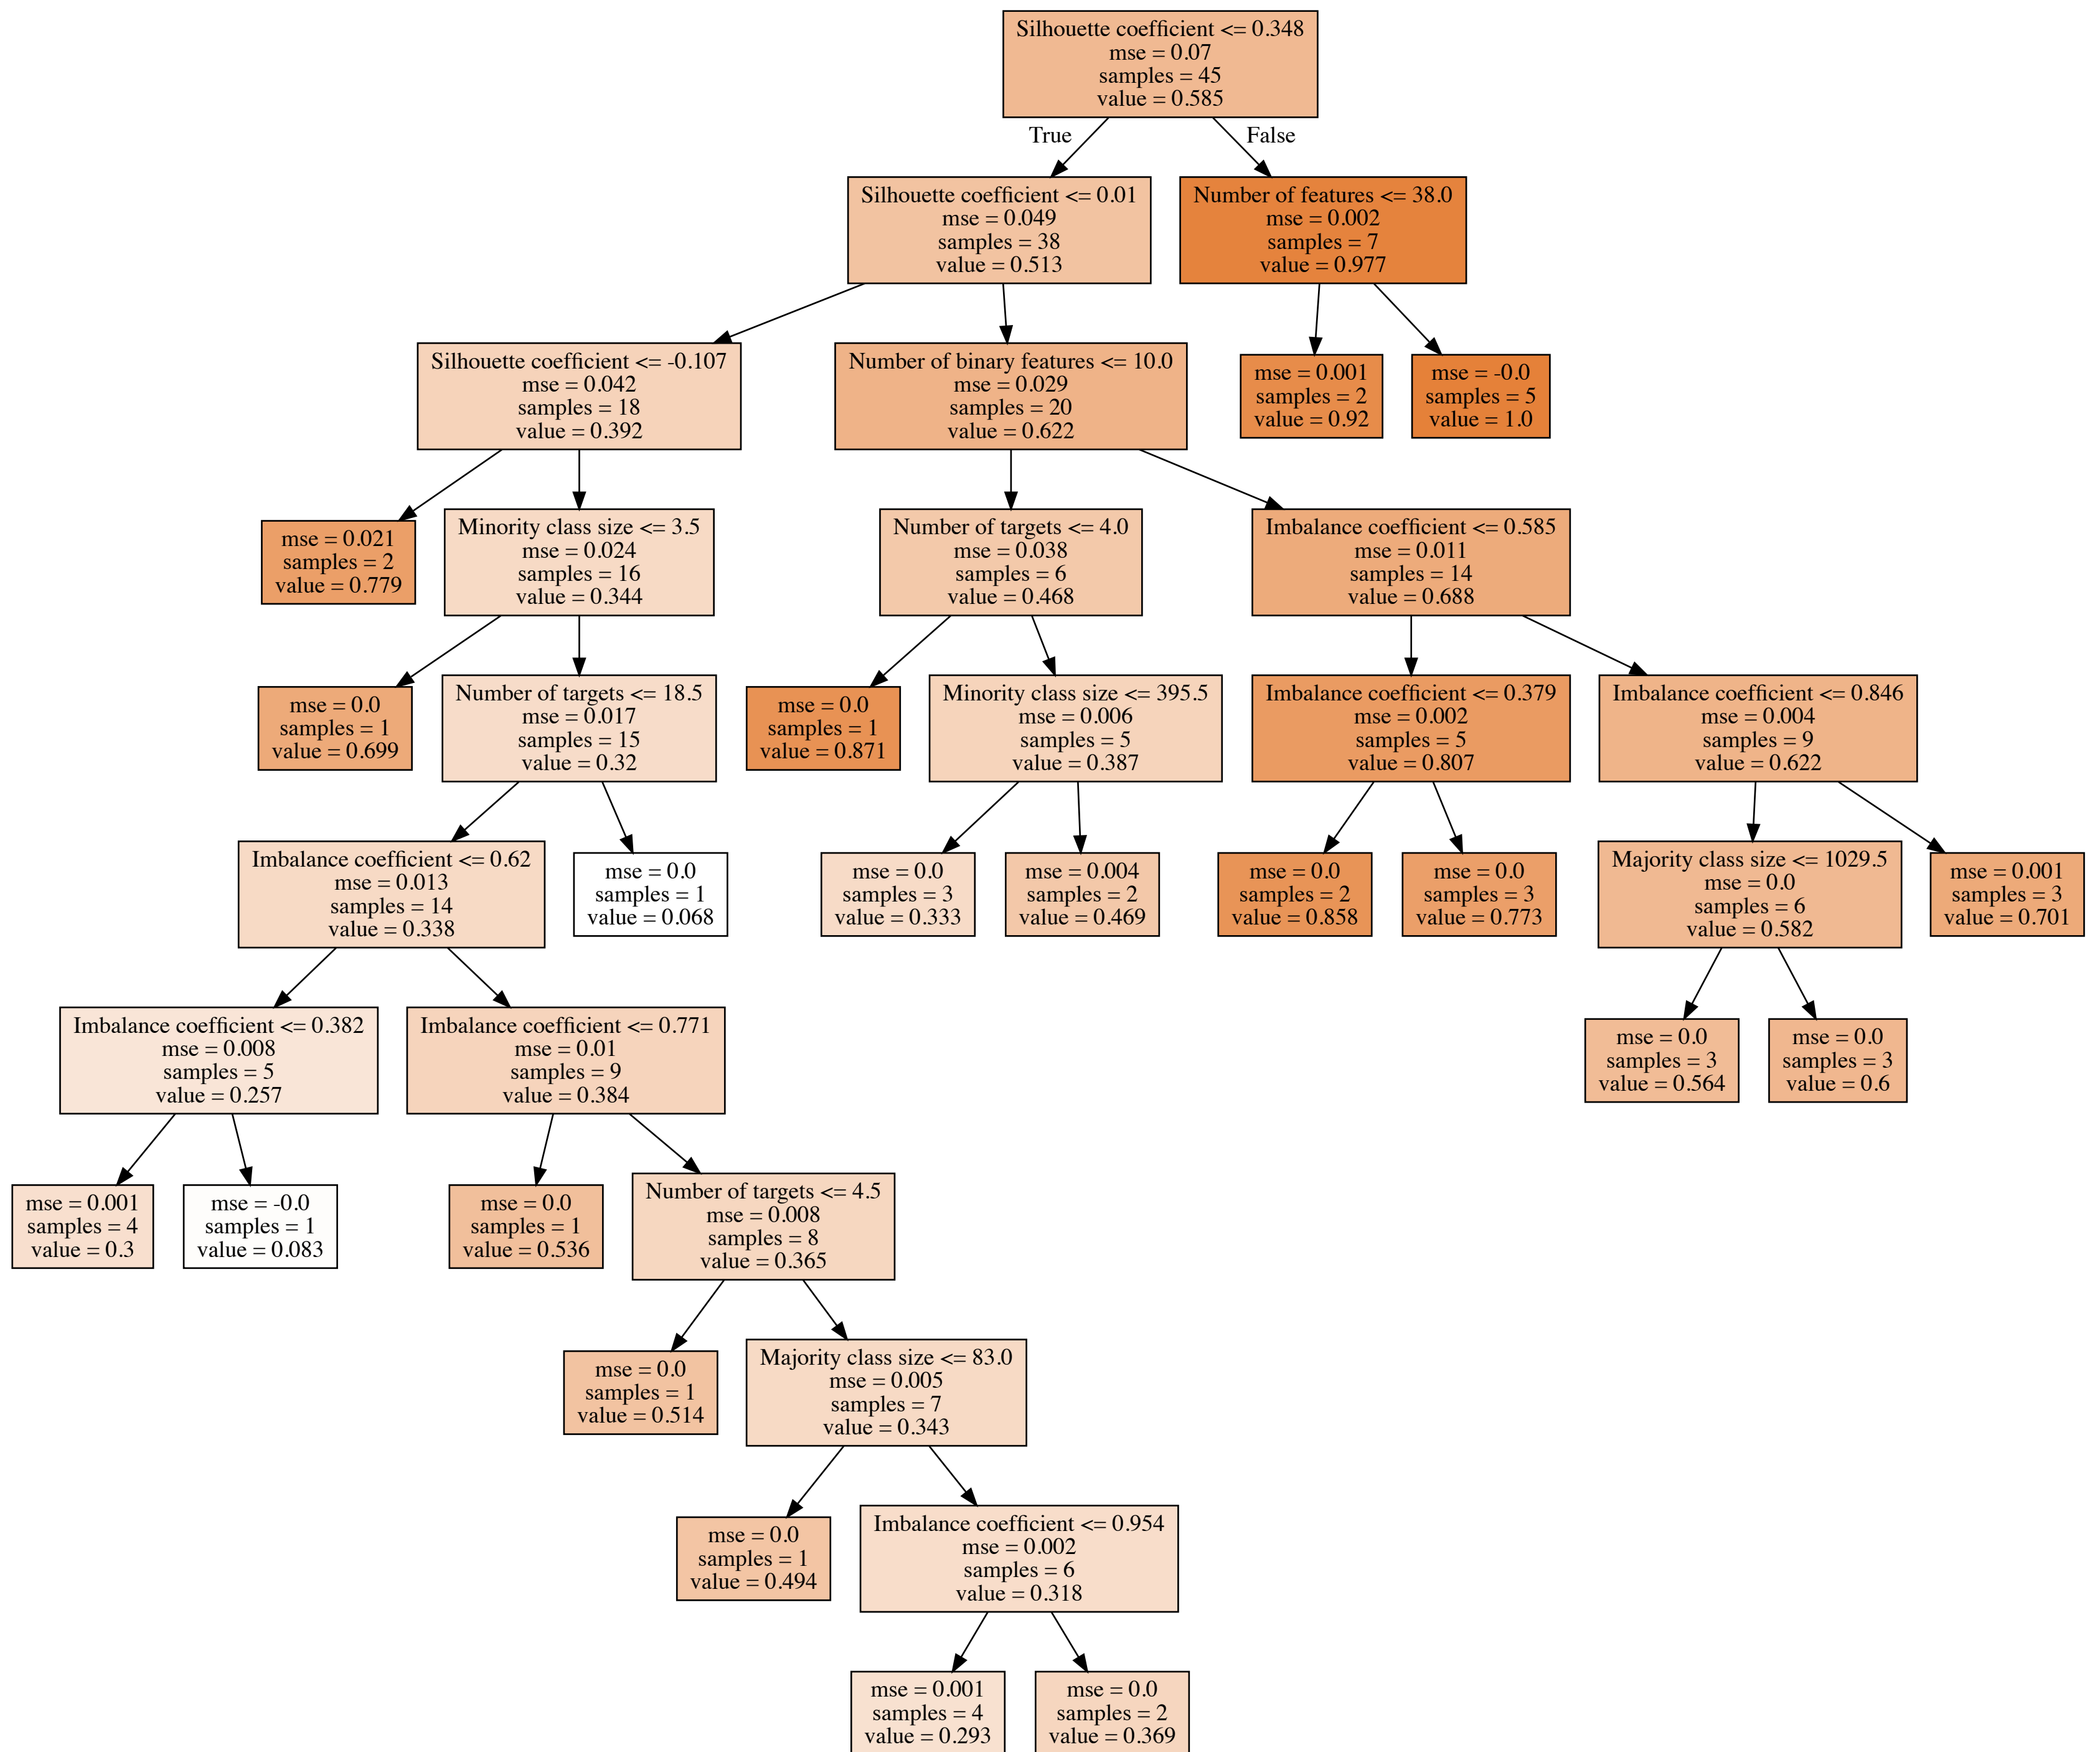 Silhouette coefficient <= 0.348
mse = 0.07
samples = 45
value = 0.585
True
False
Silhouette coefficient <= 0.01
mse = 0.049
samples = 38
value = 0.513
Number of features <= 38.0
mse = 0.002
samples = 7
value = 0.977
Silhouette coefficient <= -0.107
mse = 0.042
samples = 18
value = 0.392
Number of binary features <= 10.0
mse = 0.029
samples = 20
value = 0.622
mse = 0.001
samples = 2
value = 0.92
mse = -0.0
samples = 5
value = 1.0
mse = 0.021
samples = 2
value = 0.779
Minority class size <= 3.5
mse = 0.024
samples = 16
value = 0.344
Number of targets <= 4.0
mse = 0.038
samples = 6
value = 0.468
Imbalance coefficient <= 0.585
mse = 0.011
samples = 14
value = 0.688
mse = 0.0
samples = 1
value = 0.699
Number of targets <= 18.5
mse = 0.017
samples = 15
value = 0.32
mse = 0.0
samples = 1
value = 0.871
Minority class size <= 395.5
mse = 0.006
samples = 5
value = 0.387
Imbalance coefficient <= 0.379
mse = 0.002
samples = 5
value = 0.807
Imbalance coefficient <= 0.846
mse = 0.004
samples = 9
value = 0.622
Imbalance coefficient <= 0.62
mse = 0.013
samples = 14
value = 0.338
mse = 0.0
samples = 1
value = 0.068
mse = 0.0
samples = 3
value = 0.333
mse = 0.004
samples = 2
value = 0.469
mse = 0.0
samples = 2
value = 0.858
mse = 0.0
samples = 3
value = 0.773
Majority class size <= 1029.5
mse = 0.0
samples = 6
value = 0.582
mse = 0.001
samples = 3
value = 0.701
Imbalance coefficient <= 0.382
mse = 0.008
samples = 5
value = 0.257
Imbalance coefficient <= 0.771
mse = 0.01
samples = 9
value = 0.384
mse = 0.0
samples = 3
value = 0.564
mse = 0.0
samples = 3
value = 0.6
mse = 0.001
samples = 4
value = 0.3
mse = -0.0
samples = 1
value = 0.083
mse = 0.0
samples = 1
value = 0.536
Number of targets <= 4.5
mse = 0.008
samples = 8
value = 0.365
mse = 0.0
samples = 1
value = 0.514
Majority class size <= 83.0
mse = 0.005
samples = 7
value = 0.343
mse = 0.0
samples = 1
value = 0.494
Imbalance coefficient <= 0.954
mse = 0.002
samples = 6
value = 0.318
mse = 0.001
samples = 4
value = 0.293
mse = 0.0
samples = 2
value = 0.369